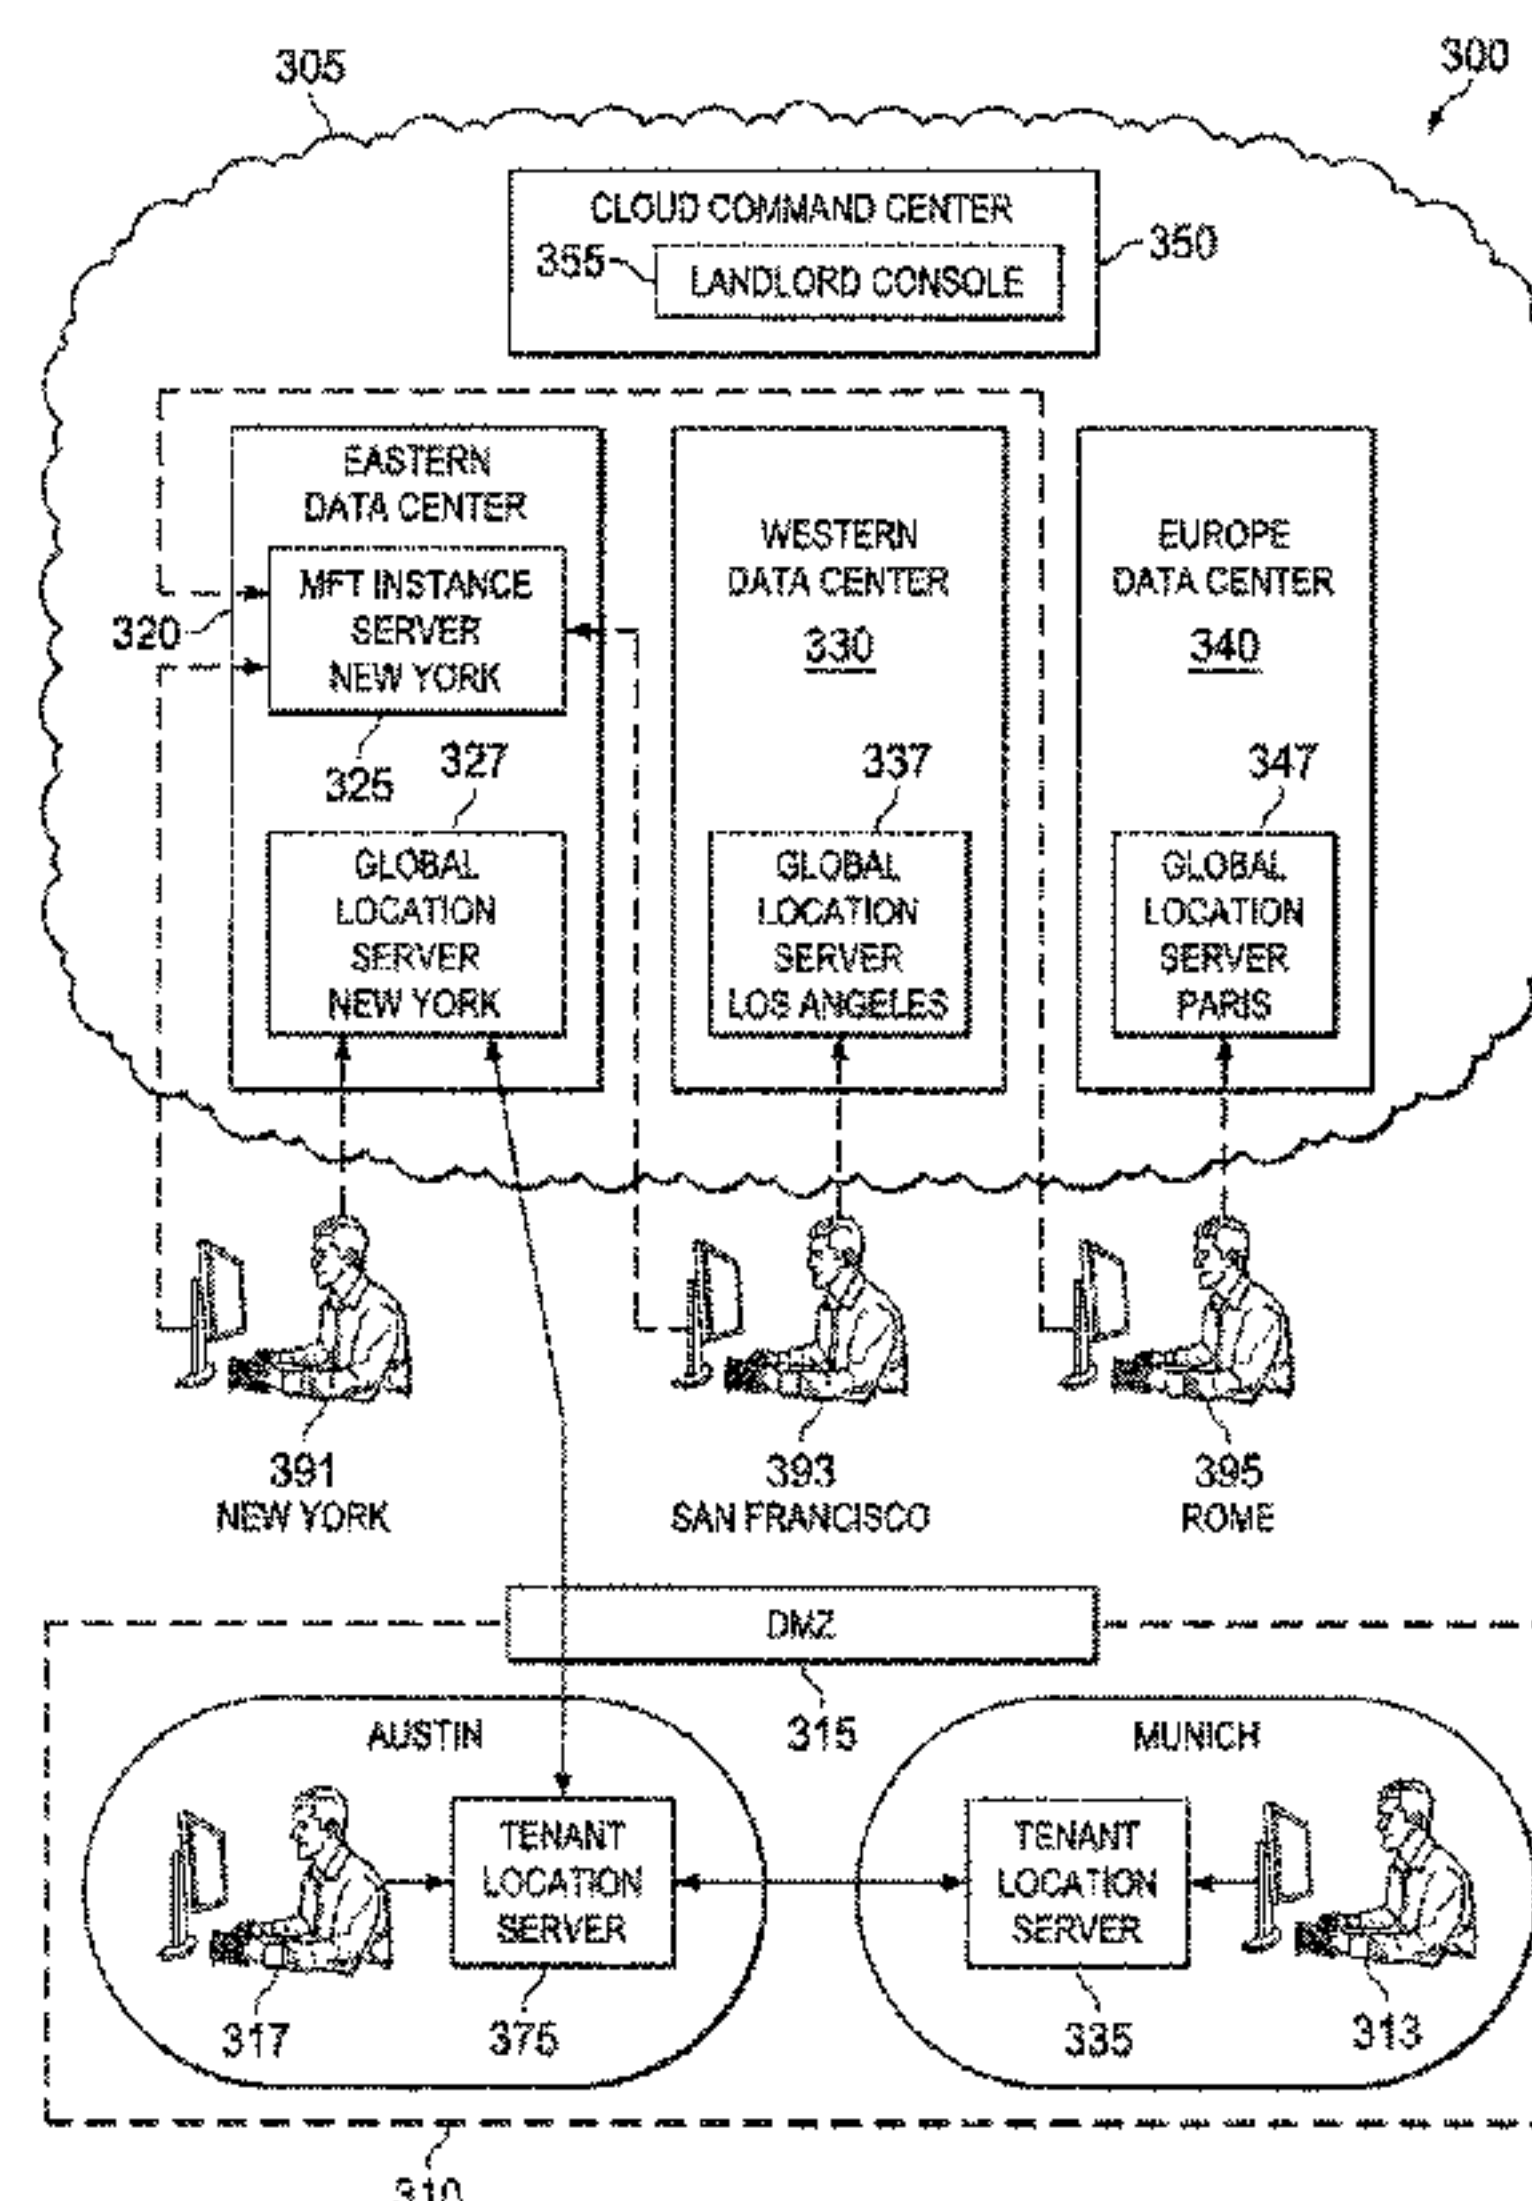 305
300
CLOUD COMMAND CENTER
355
LANDLORD CONSOLE
350
EASTERN
DATA CENTER
MFT INSTANCE
SERVER
NEW YORK
320
325
327
GLOBAL
LOCATION
SERVER
NEW YORK
WESTERN
DATA CENTER
330
337
GLOBAL
LOCATION
SERVER
LOS ANGELES
EUROPE
DATA CENTER
340
347
GLOBAL
LOCATION
SERVER
PARIS
391
NEW YORK
393
SAN FRANCISCO
395
ROME
DMZ
315
AUSTIN
TENANT
LOCATION
SERVER
317
375
MUNICH
TENANT
LOCATION
SERVER
335
313
310